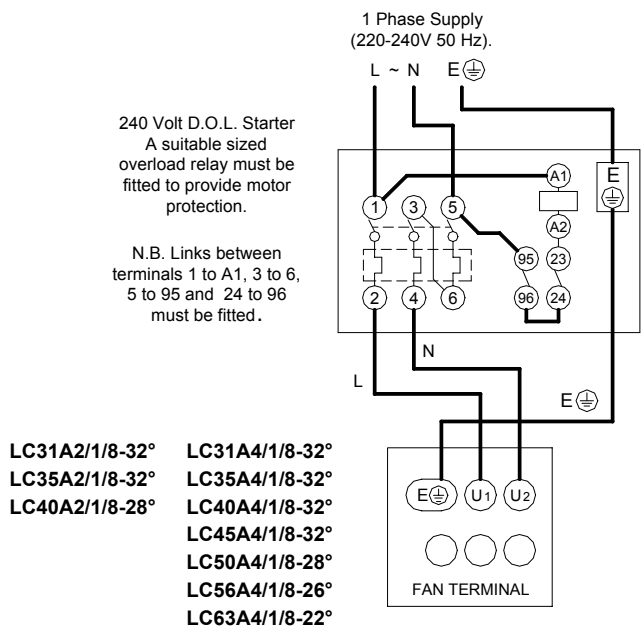 1 Phase Supply
(220-240V 50 Hz).
L ~ N E
240 Volt D.O.L. Starter
A suitable sized
overload relay must be
fitted to provide motor
protection.
N.B. Links between
terminals 1 to A1, 3 to 6,
5 to 95 and 24 to 96
must be fitted.
A1 E
1 3 5
A2
95 23
2 4 6 96 24
N
L
E
LC31A2/1/8-32° LC31A4/1/8-32°
LC35A2/1/8-32° LC35A4/1/8-32°
LC40A2/1/8-28° LC40A4/1/8-32°
LC45A4/1/8-32°
LC50A4/1/8-28°
LC56A4/1/8-26°
LC63A4/1/8-22°
E U1 U2
FAN TERMINAL